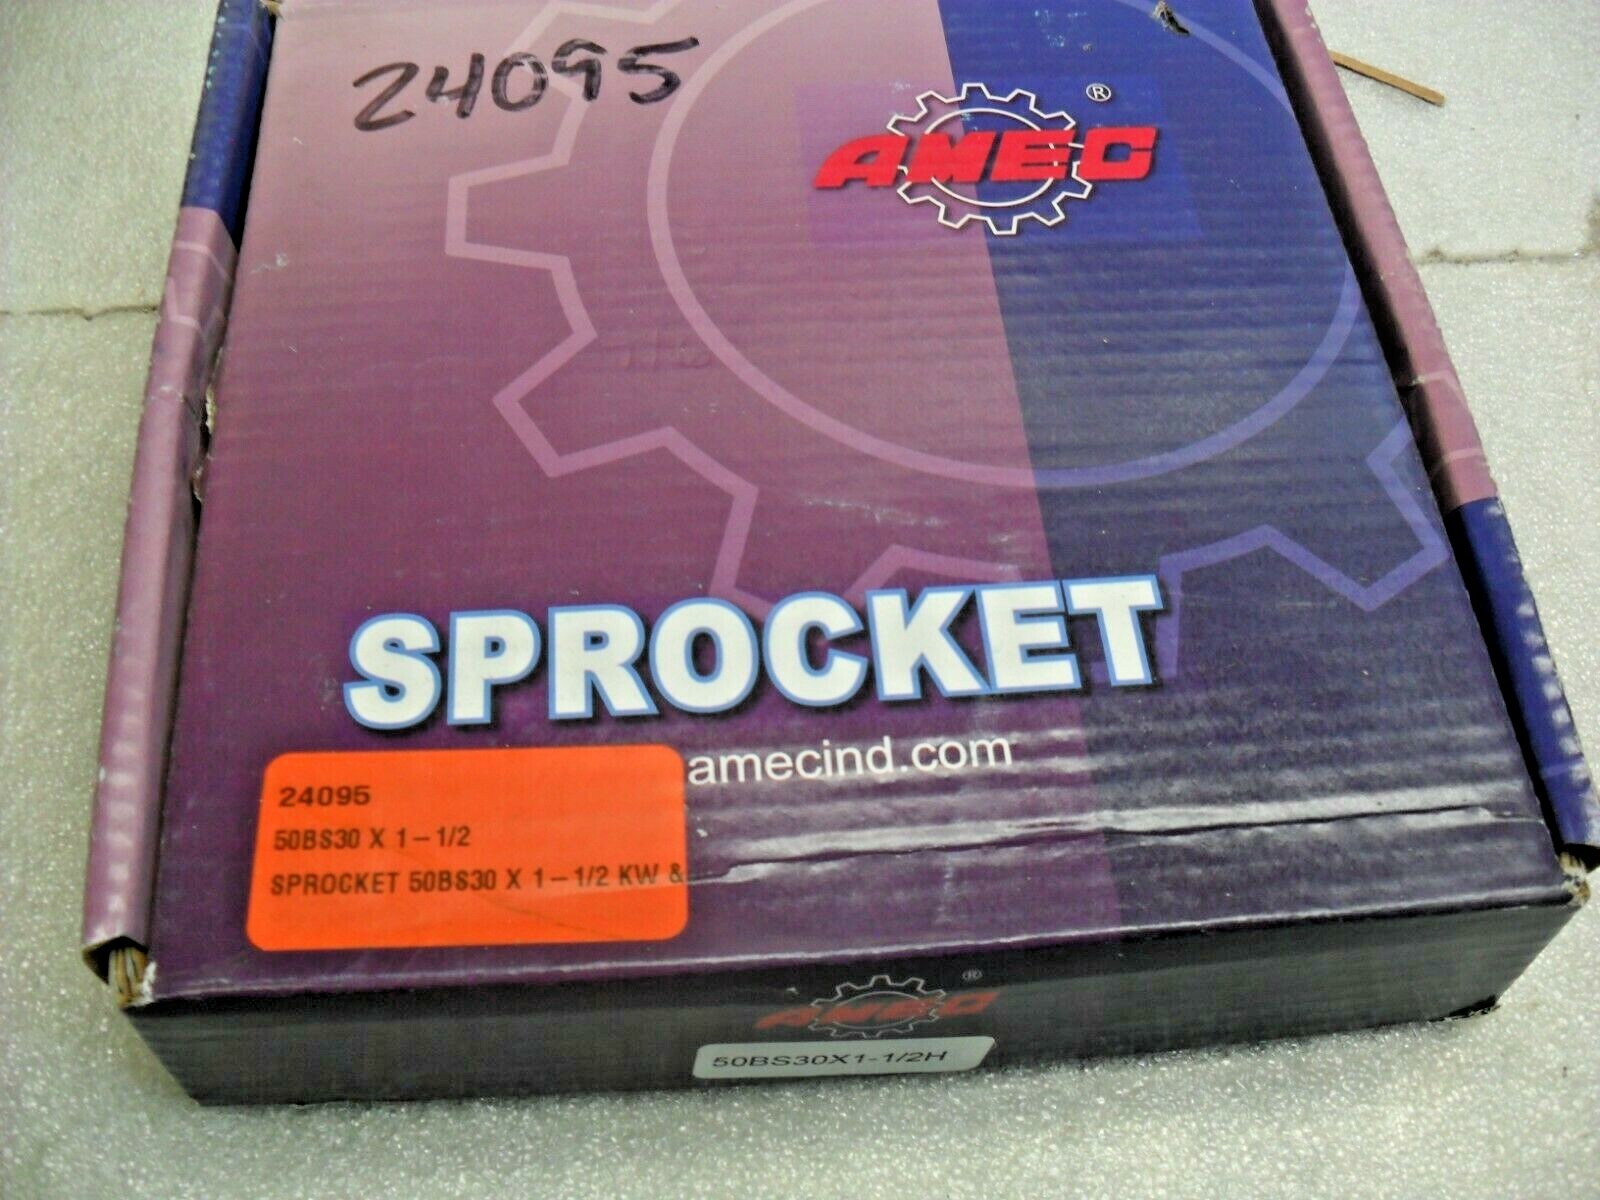 24095
AMEC ®
SPROCKET
amecind.com
24095
50BS30 X 1-1/2
SPROCKET 50BS30 X 1-1/2 KW &
AMEC ®
50BS30X1-1/2H